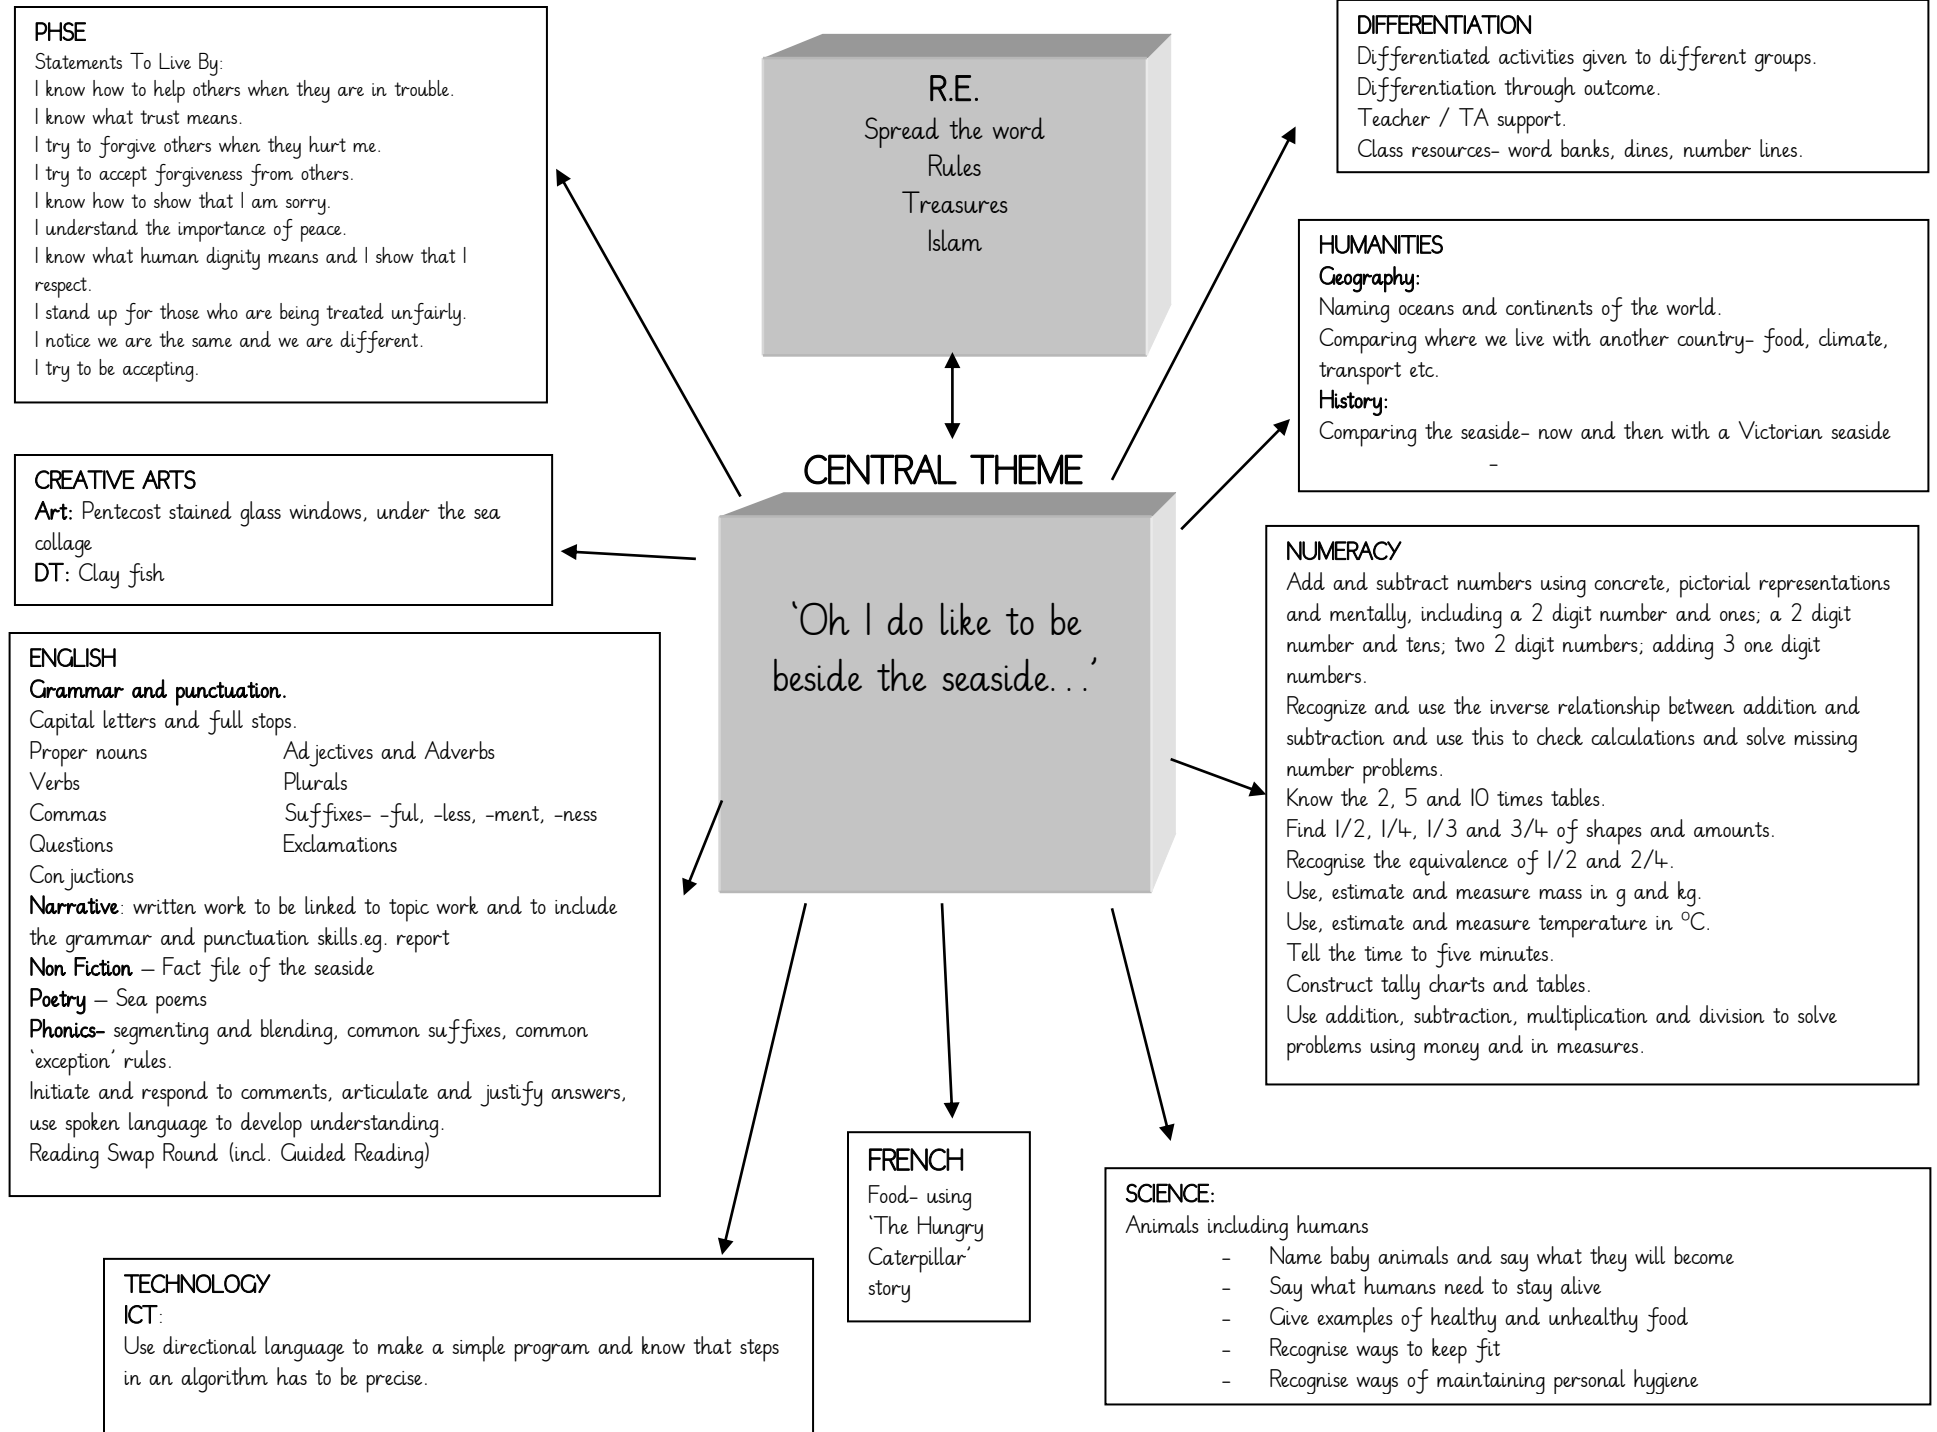 PHSE
Statements To Live By:
I know how to help others when they are in trouble.
I know what trust means.
I try to forgive others when they hurt me.
I try to accept forgiveness from others.
I know how to show that I am sorry.
I understand the importance of peace.
I know what human dignity means and I show that I
respect.
I stand up for those who are being treated unfairly.
I notice we are the same and we are different.
I try to be accepting.
R.E.
Spread the word
Rules
Treasures
Islam
DIFFERENTIATION
Differentiated activities given to different groups.
Differentiation through outcome.
Teacher / TA support.
Class resources- word banks, dines, number lines.
HUMANITIES
Geography:
Naming oceans and continents of the world.
Comparing where we live with another country- food, climate,
transport etc.
History:
Comparing the seaside- now and then with a Victorian seaside
-
CREATIVE ARTS
Art: Pentecost stained glass windows, under the sea
collage
DT: Clay fish
CENTRAL THEME
‘Oh I do like to be
beside the seaside...’
NUMERACY
Add and subtract numbers using concrete, pictorial representations
and mentally, including a 2 digit number and ones; a 2 digit
number and tens; two 2 digit numbers; adding 3 one digit
numbers.
Recognize and use the inverse relationship between addition and
subtraction and use this to check calculations and solve missing
number problems.
Know the 2, 5 and 10 times tables.
Find 1/2, 1/4, 1/3 and 3/4 of shapes and amounts.
Recognise the equivalence of 1/2 and 2/4.
Use, estimate and measure mass in g and kg.
Use, estimate and measure temperature in ⁰C.
Tell the time to five minutes.
Construct tally charts and tables.
Use addition, subtraction, multiplication and division to solve
problems using money and in measures.
ENGLISH
Grammar and punctuation.
Capital letters and full stops.
Proper nouns Adjectives and Adverbs
Verbs Plurals
Commas Suffixes- -ful, -less, -ment, -ness
Questions Exclamations
Conjuctions
Narrative: written work to be linked to topic work and to include
the grammar and punctuation skills.eg. report
Non Fiction – Fact file of the seaside
Poetry – Sea poems
Phonics- segmenting and blending, common suffixes, common
‘exception’ rules.
Initiate and respond to comments, articulate and justify answers,
use spoken language to develop understanding.
Reading Swap Round (incl. Guided Reading)
FRENCH
Food- using
‘The Hungry
Caterpillar’
story
SCIENCE:
Animals including humans
- Name baby animals and say what they will become
- Say what humans need to stay alive
- Give examples of healthy and unhealthy food
- Recognise ways to keep fit
- Recognise ways of maintaining personal hygiene
TECHNOLOGY
ICT:
Use directional language to make a simple program and know that steps
in an algorithm has to be precise.